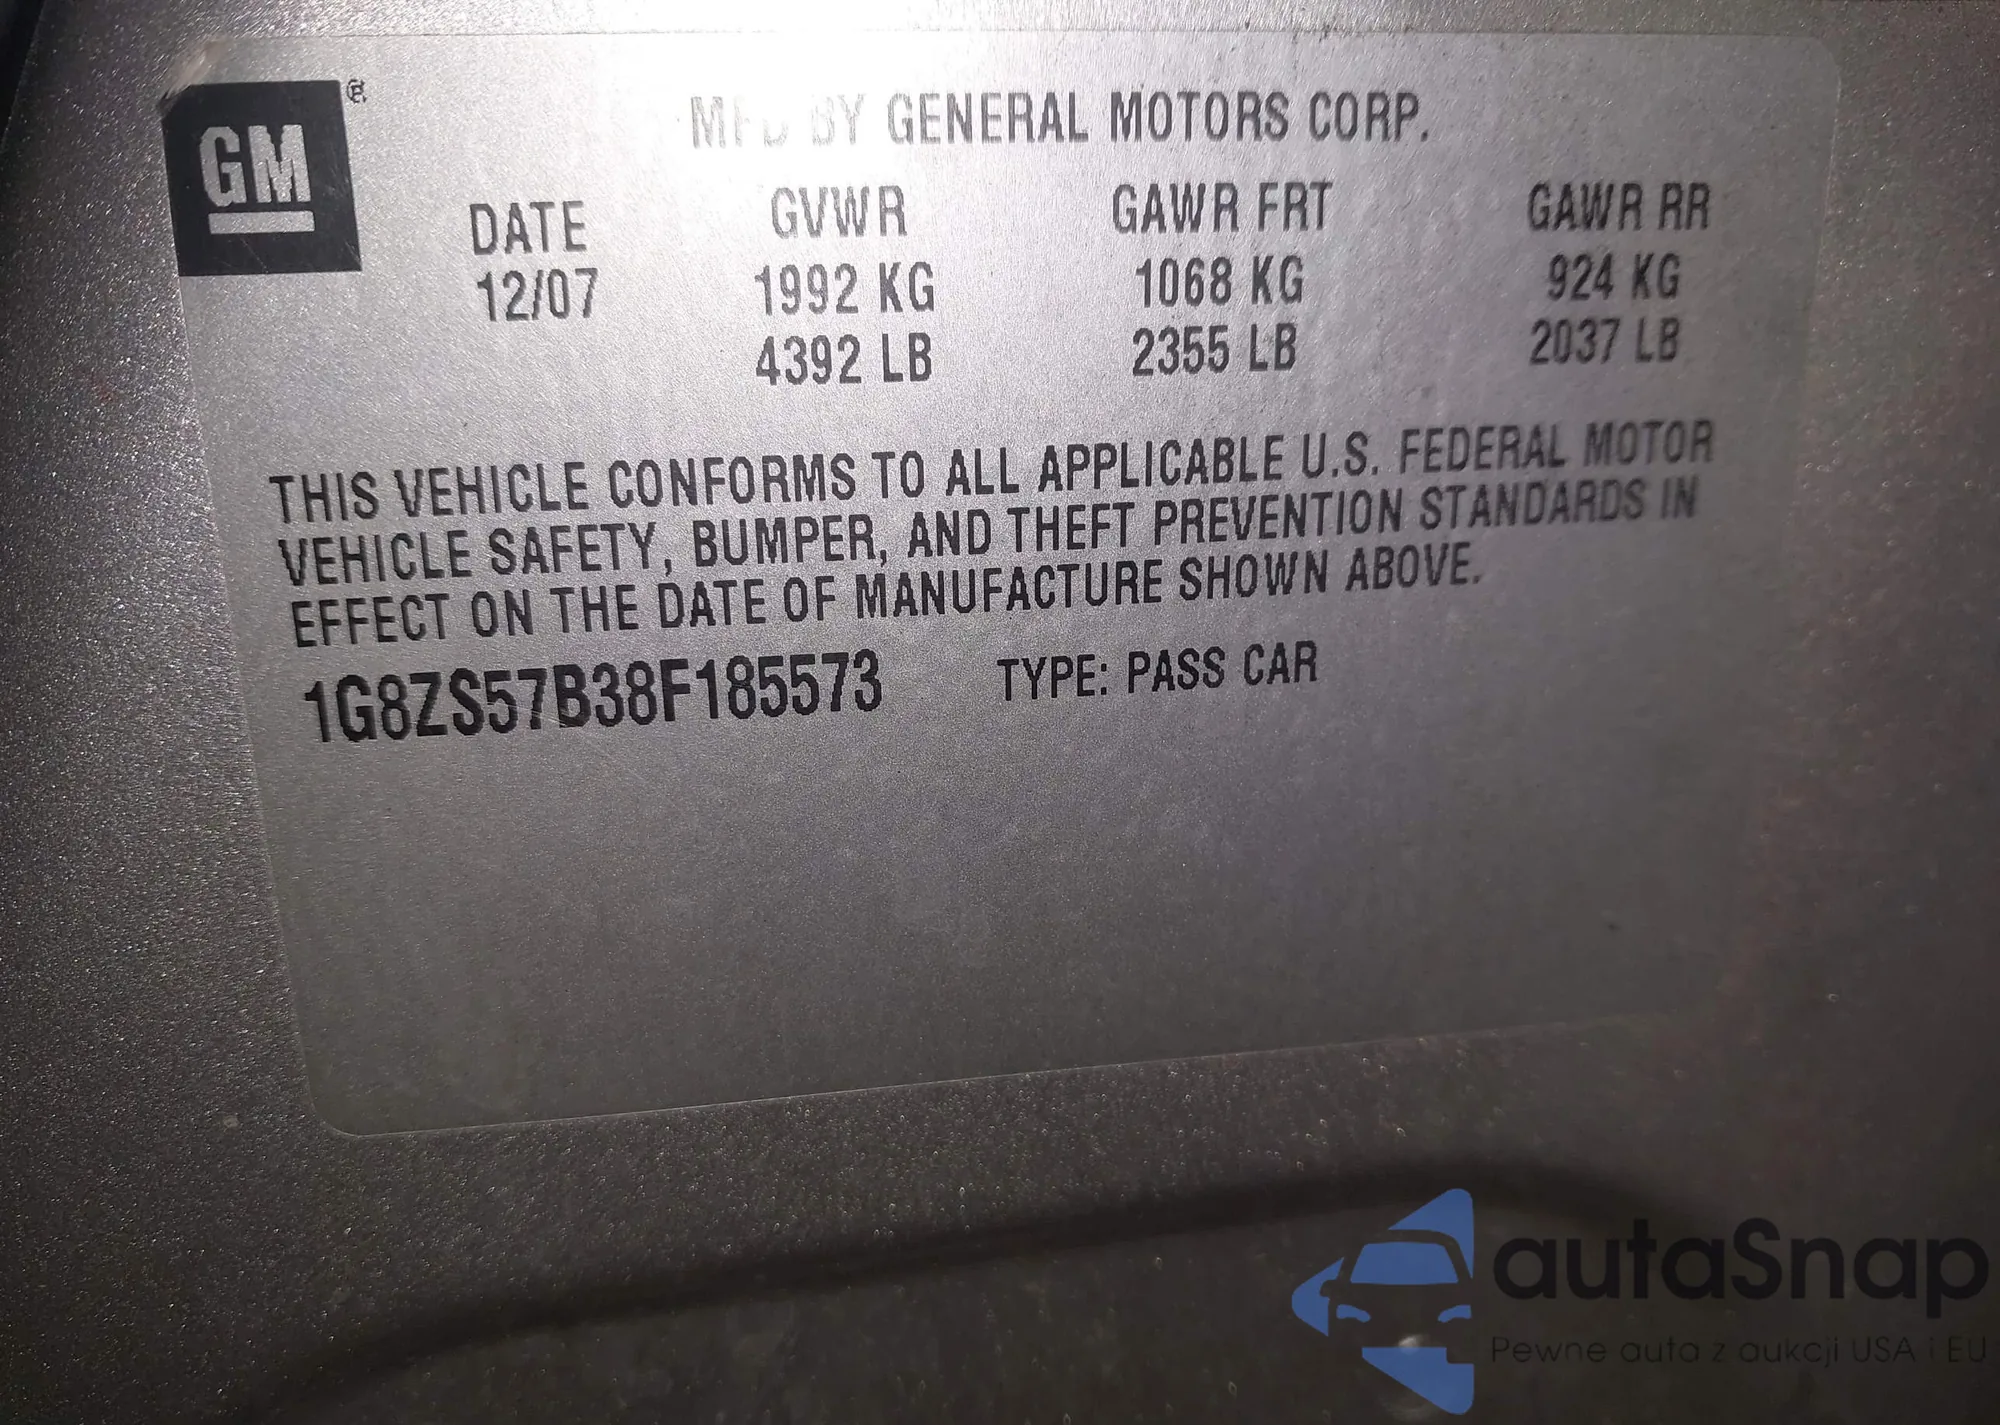 GM ®
MFD BY GENERAL MOTORS CORP.
DATE GVWR GAWR FRT GAWR RR
12/07 1992 KG 1068 KG 924 KG
4392 LB 2355 LB 2037 LB
THIS VEHICLE CONFORMS TO ALL APPLICABLE U.S. FEDERAL MOTOR
VEHICLE SAFETY, BUMPER, AND THEFT PREVENTION STANDARDS IN
EFFECT ON THE DATE OF MANUFACTURE SHOWN ABOVE.
1G8ZS57B38F185573 TYPE: PASS CAR
autaSnap
Pewne auta z aukcji USA i EU